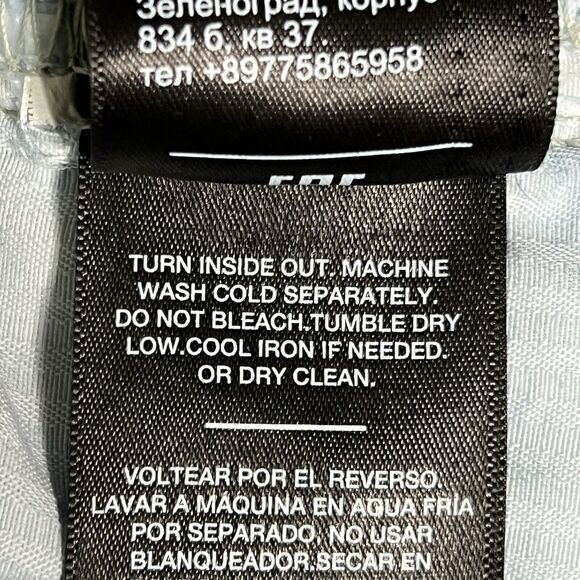 Зеленоград, корпус
834 б, кв 37.
тел +89775865958
TURN INSIDE OUT. MACHINE
WASH COLD SEPARATELY.
DO NOT BLEACH.TUMBLE DRY
LOW.COOL IRON IF NEEDED.
OR DRY CLEAN.
VOLTEAR POR EL REVERSO.
LAVAR A MÁQUINA EN AGUA FRÍA
POR SEPARADO. NO USAR
BLANQUEADOR.SECAR EN